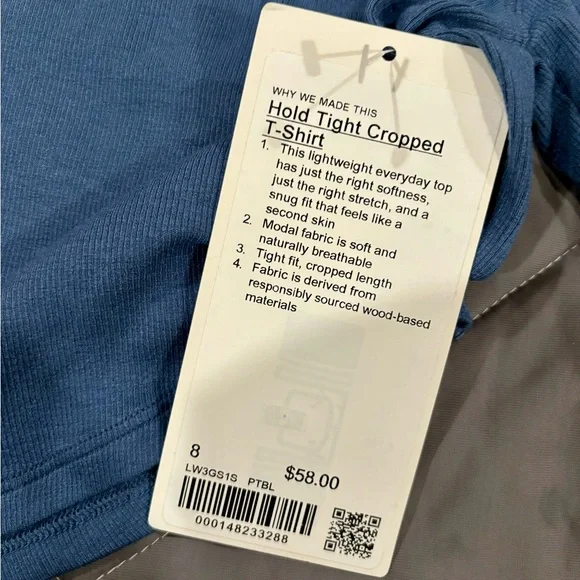 WHY WE MADE THIS
Hold Tight Cropped
T-Shirt
1. This lightweight everyday top
has just the right softness,
just the right stretch, and a
snug fit that feels like a
second skin
2. Modal fabric is soft and
naturally breathable
3. Tight fit, cropped length
4. Fabric is derived from
responsibly sourced wood-based
materials
8
$58.00
LW3GS1S PTBL
000148233288